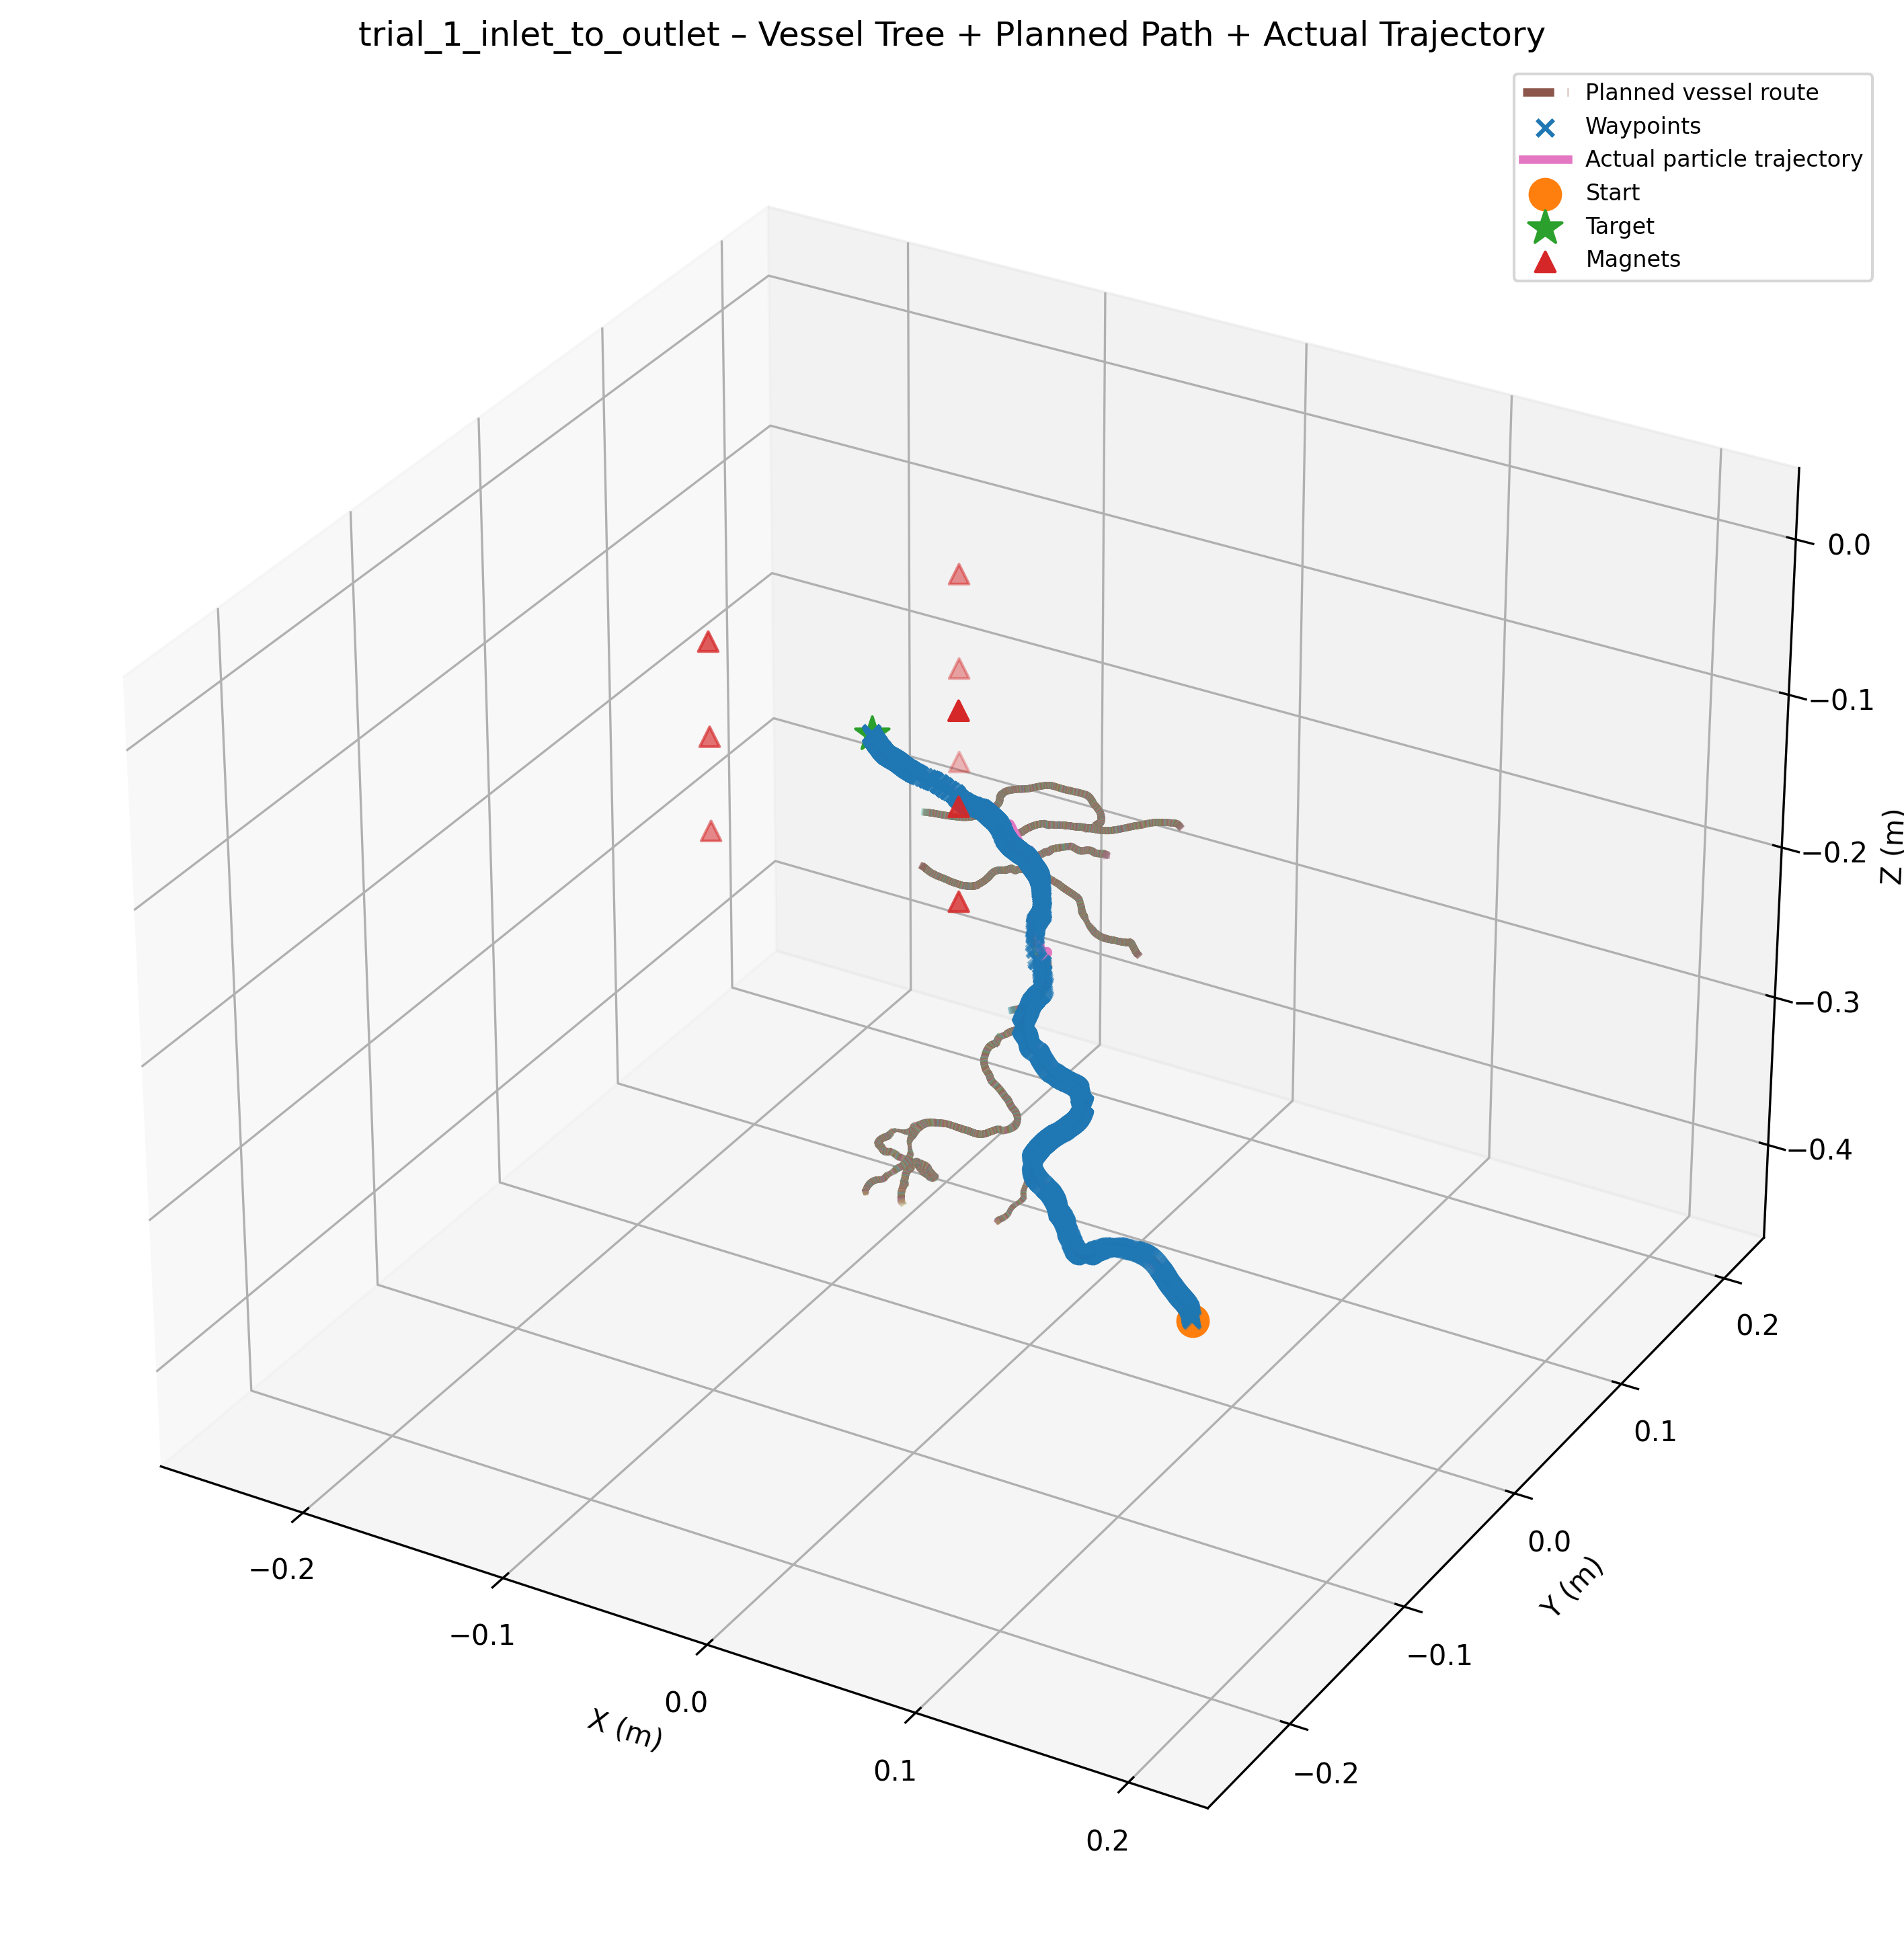 trial_1_inlet_to_outlet – Vessel Tree + Planned Path + Actual Trajectory
Planned vessel route
Waypoints
Actual particle trajectory
Start
Target
Magnets
0.0
−0.1
−0.2
−0.3
−0.4
Z (m)
0.2
0.1
0.0
−0.1
−0.2
Y (m)
−0.2
−0.1
0.0
0.1
0.2
X (m)